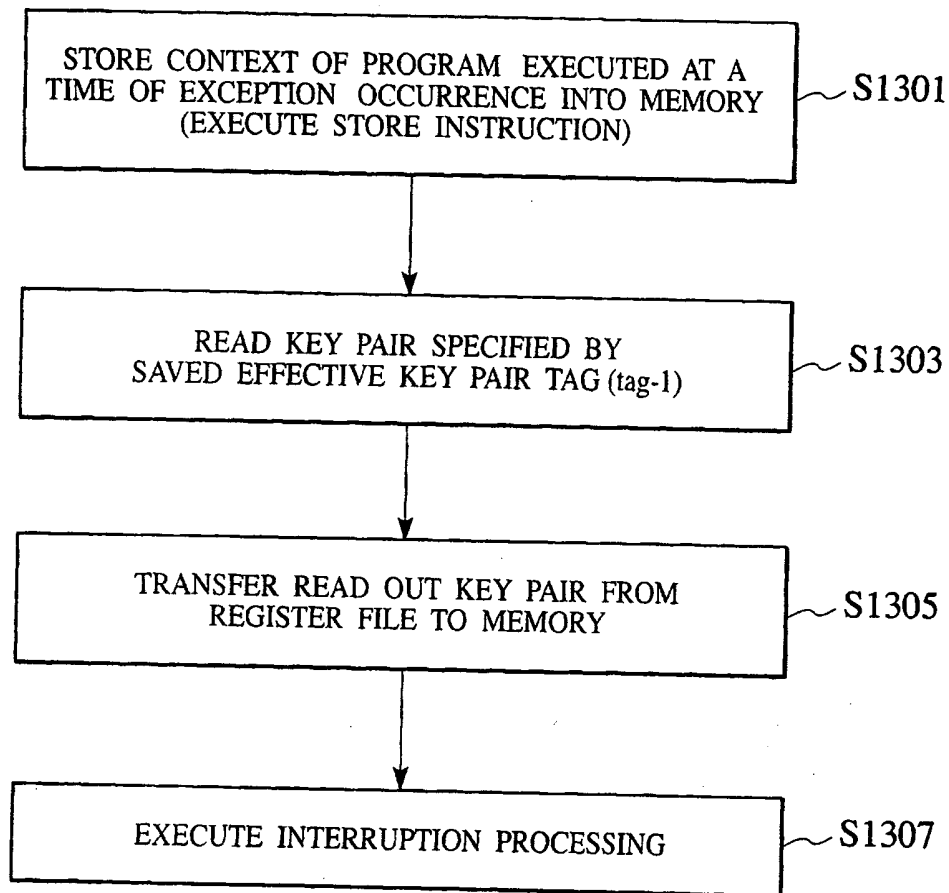 STORE CONTEXT OF PROGRAM EXECUTED AT A
TIME OF EXCEPTION OCCURRENCE INTO MEMORY
(EXECUTE STORE INSTRUCTION)
S1301
READ KEY PAIR SPECIFIED BY
SAVED EFFECTIVE KEY PAIR TAG (tag-1)
S1303
TRANSFER READ OUT KEY PAIR FROM
REGISTER FILE TO MEMORY
S1305
EXECUTE INTERRUPTION PROCESSING
S1307